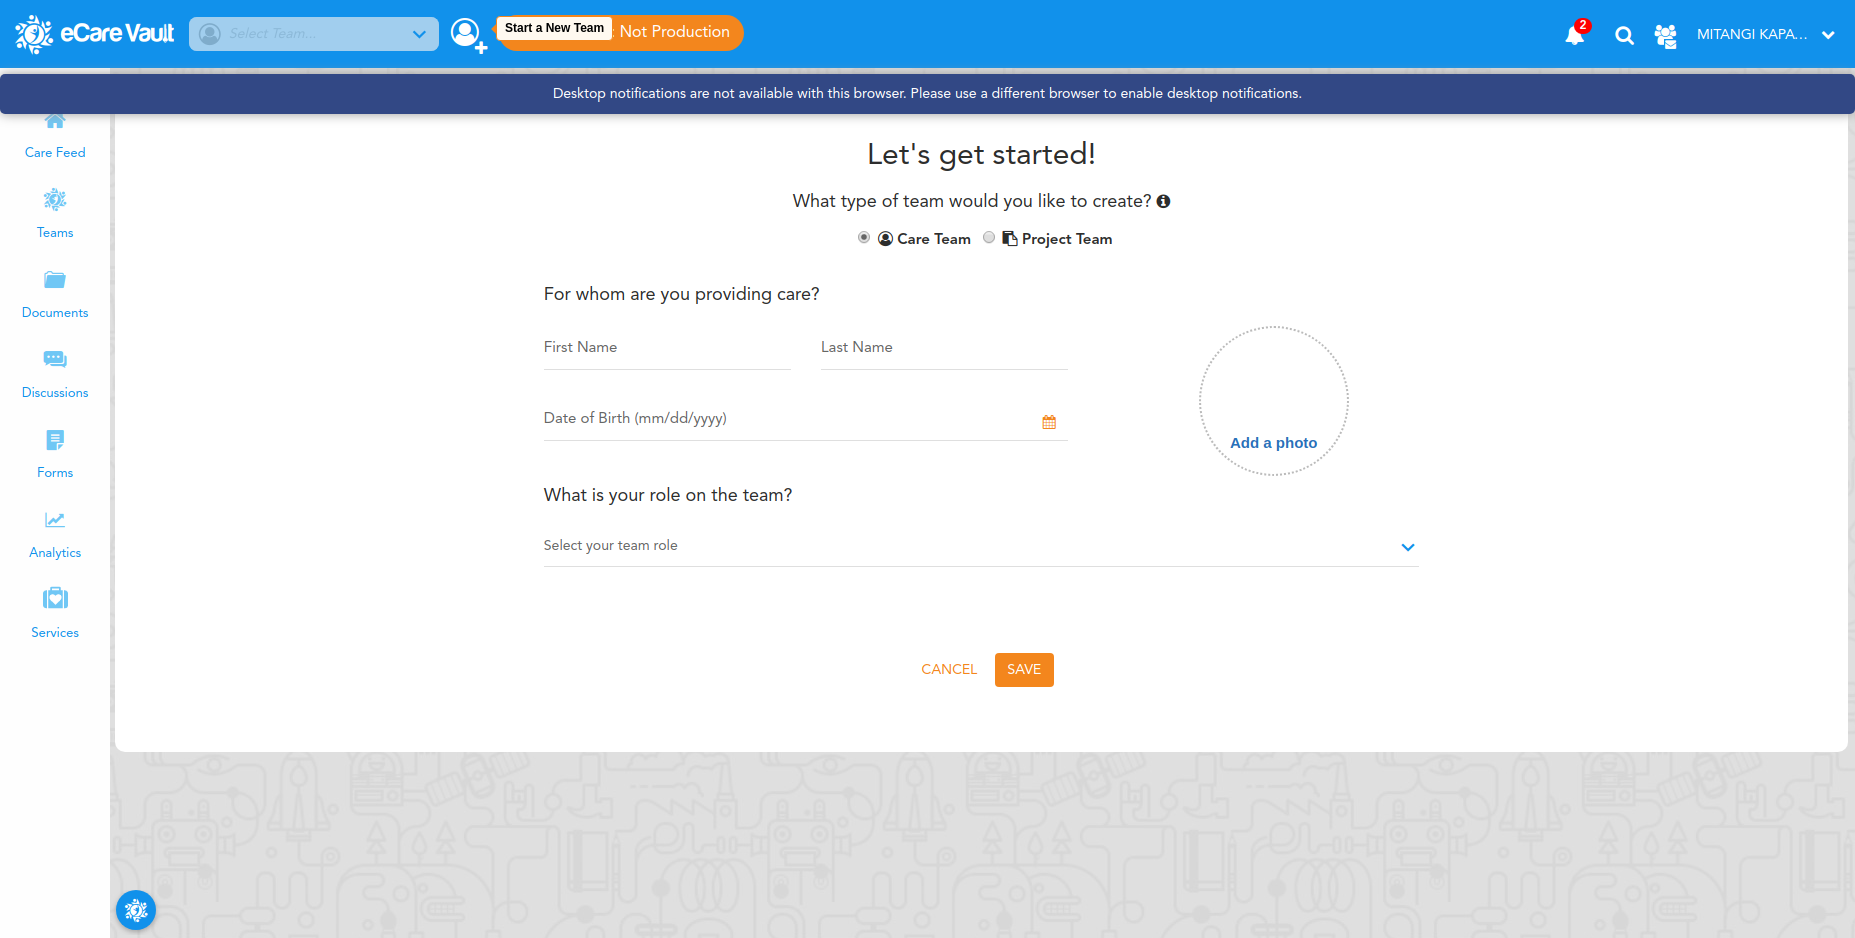 eCare Vault
Select Team...
Start a New Team
: Not Production
2
MITANGI KAPA...
Desktop notifications are not available with this browser. Please use a different browser to enable desktop notifications.
Care Feed
Teams
Documents
Discussions
Forms
Analytics
Services
Let's get started!
What type of team would you like to create?
Care Team
Project Team
For whom are you providing care?
First Name
Last Name
Date of Birth (mm/dd/yyyy)
Add a photo
What is your role on the team?
Select your team role
CANCEL
SAVE